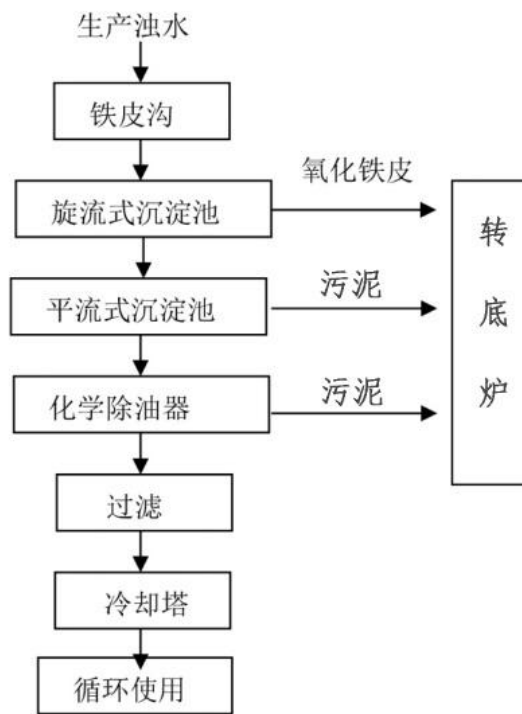 生产浊水
铁皮沟
氧化铁皮
旋流式沉淀池
污泥
平流式沉淀池
污泥
化学除油器
转
底
炉
过滤
冷却塔
循环使用